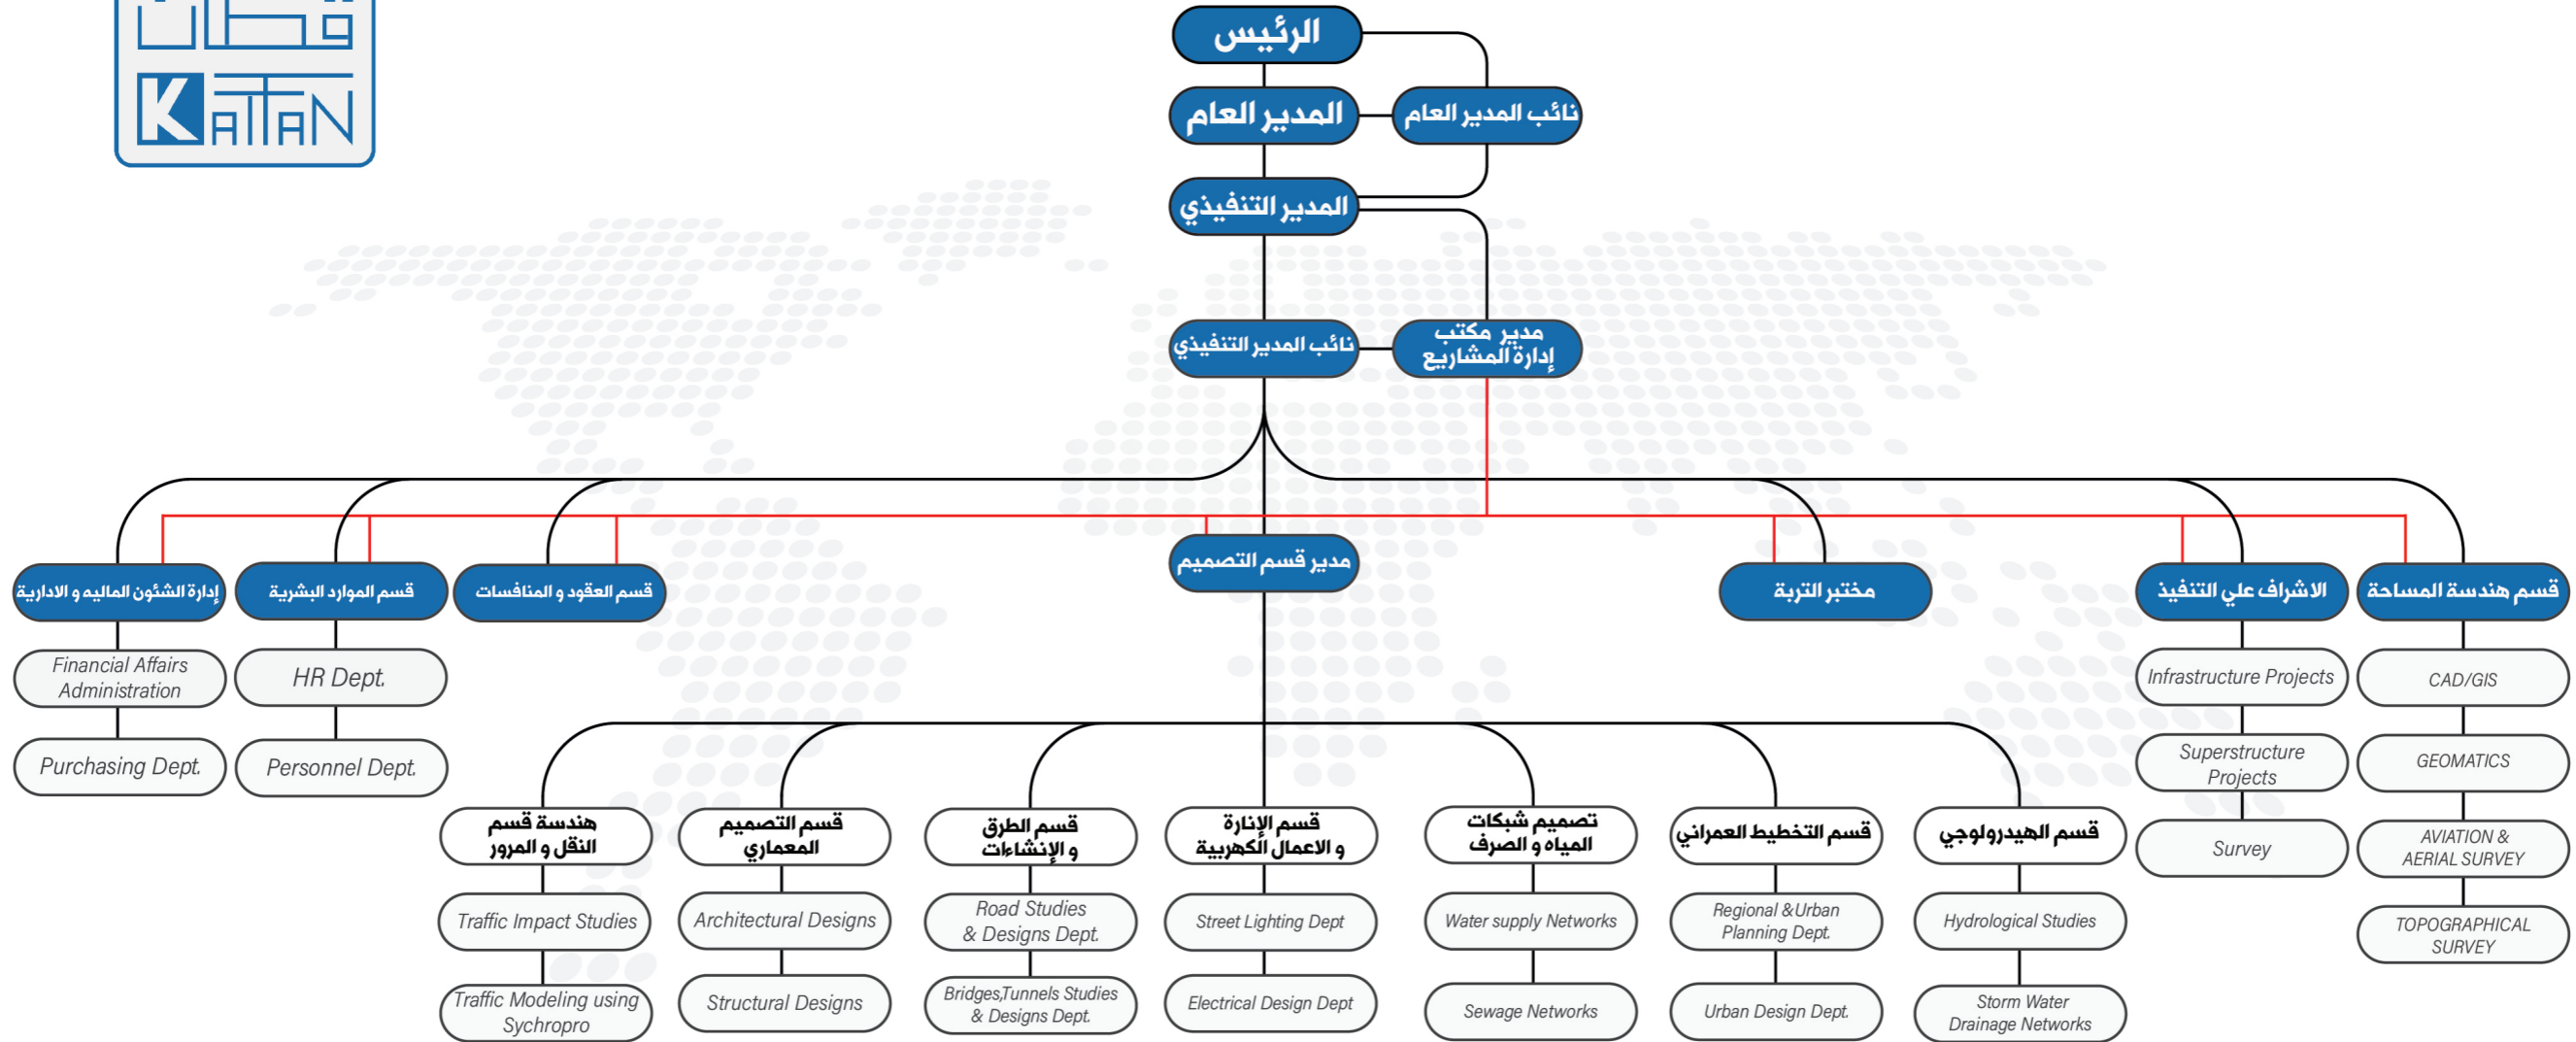 KATTAN
الرئيس
المدير العام
نائب المدير العام
المدير التنفيذي
نائب المدير التنفيذي
مدير مكتب
إدارة المشاريع
إدارة الشئون الماليه و الادارية
قسم الموارد البشرية
قسم العقود و المنافسات
مدير قسم التصميم
مختبر التربة
الاشراف علي التنفيذ
قسم هندسة المساحة
Financial Affairs
Administration
Purchasing Dept.
HR Dept.
Personnel Dept.
Infrastructure Projects
Superstructure
Projects
Survey
CAD/GIS
GEOMATICS
AVIATION &
AERIAL SURVEY
TOPOGRAPHICAL
SURVEY
هندسة قسم
النقل و المرور
Traffic Impact Studies
Traffic Modeling using
Sychropro
قسم التصميم
المعماري
Architectural Designs
Structural Designs
قسم الطرق
و الإنشاءات
Road Studies
& Designs Dept.
Bridges,Tunnels Studies
& Designs Dept.
قسم الإنارة
و الاعمال الكهربية
Street Lighting Dept
Electrical Design Dept
تصميم شبكات
المياه و الصرف
Water supply Networks
Sewage Networks
قسم التخطيط العمراني
Regional &Urban
Planning Dept.
Urban Design Dept.
قسم الهيدرولوجي
Hydrological Studies
Storm Water
Drainage Networks